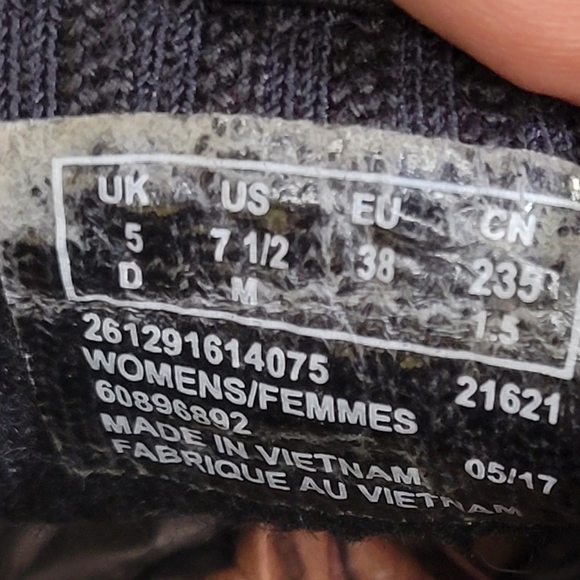 UK US EU CN
5 7 1/2 38 235
D M 1.5
261291614075 21621
WOMENS/FEMMES
60896892
MADE IN VIETNAM 05/17
FABRIQUE AU VIETNAM